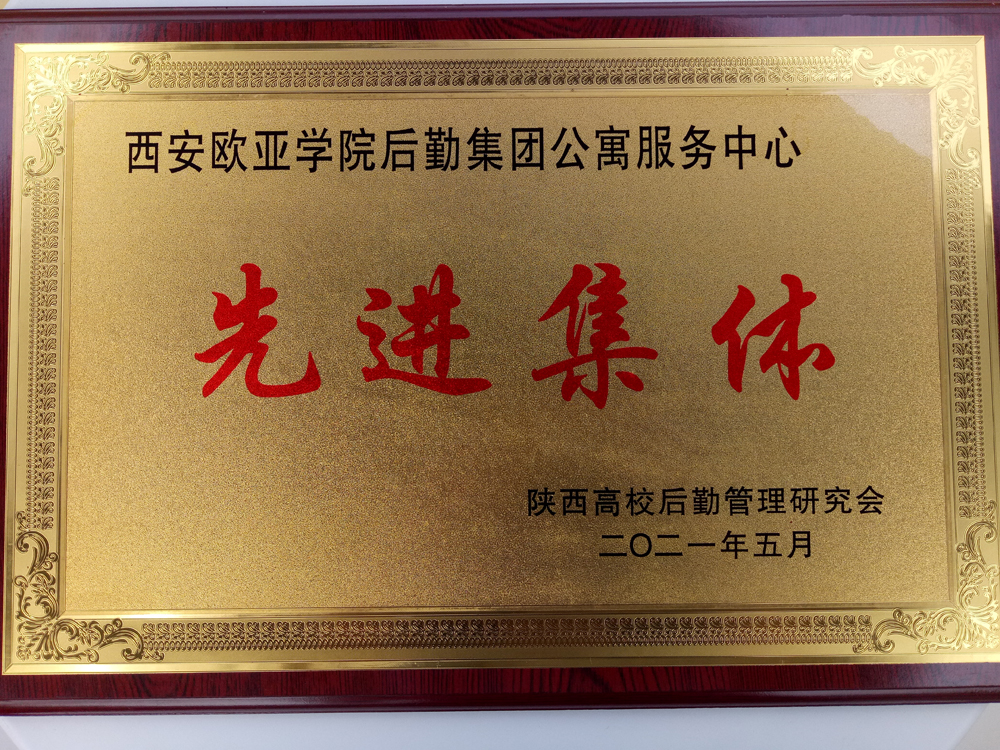 西安欧亚学院后勤集团公寓服务中心
先进集体
陕西高校后勤管理研究会
二〇二一年五月